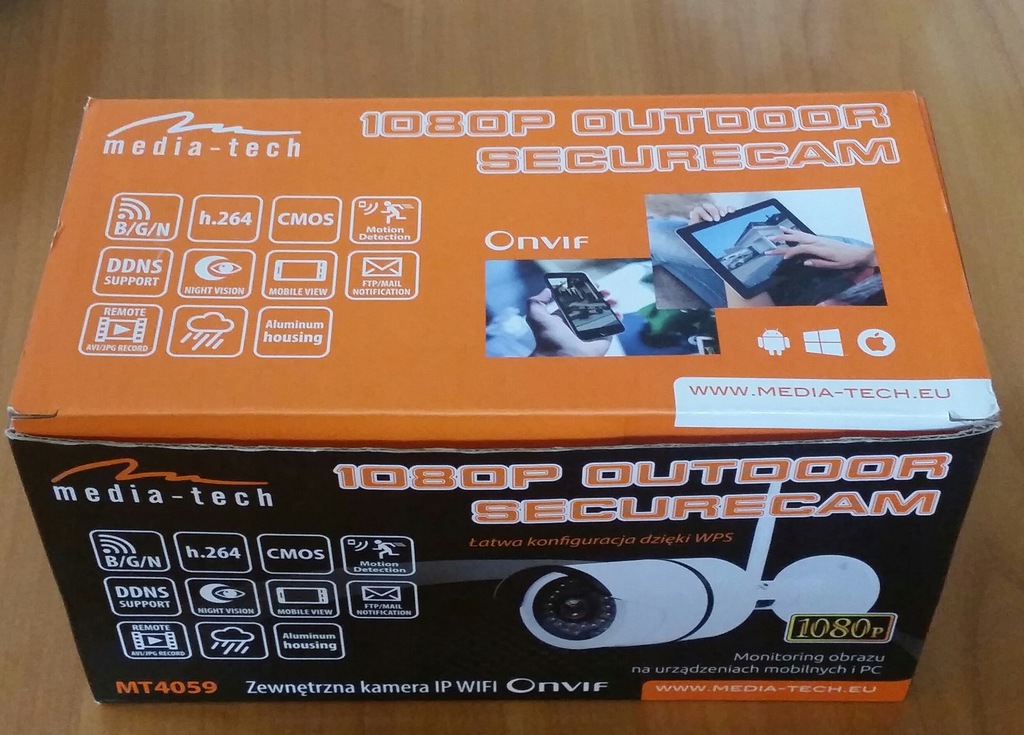 media-tech
1080P OUTDOOR
SECURECAM
B/G/N
h.264
CMOS
Motion
Detection
DDNS
SUPPORT
NIGHT VISION
MOBILE VIEW
FTP/MAIL
NOTIFICATION
REMOTE
AVI/JPG RECORD
Aluminum
housing
ONVIF
WWW.MEDIA-TECH.EU
media-tech
1080P OUTDOOR
SECURECAM
Łatwa konfiguracja dzięki WPS
B/G/N
h.264
CMOS
Motion
Detection
DDNS
SUPPORT
NIGHT VISION
MOBILE VIEW
FTP/MAIL
NOTIFICATION
REMOTE
AVI/JPG RECORD
Aluminum
housing
1080P
Monitoring obrazu
na urządzeniach mobilnych i PC
MT4059 Zewnętrzna kamera IP WIFI ONVIF
WWW.MEDIA-TECH.EU